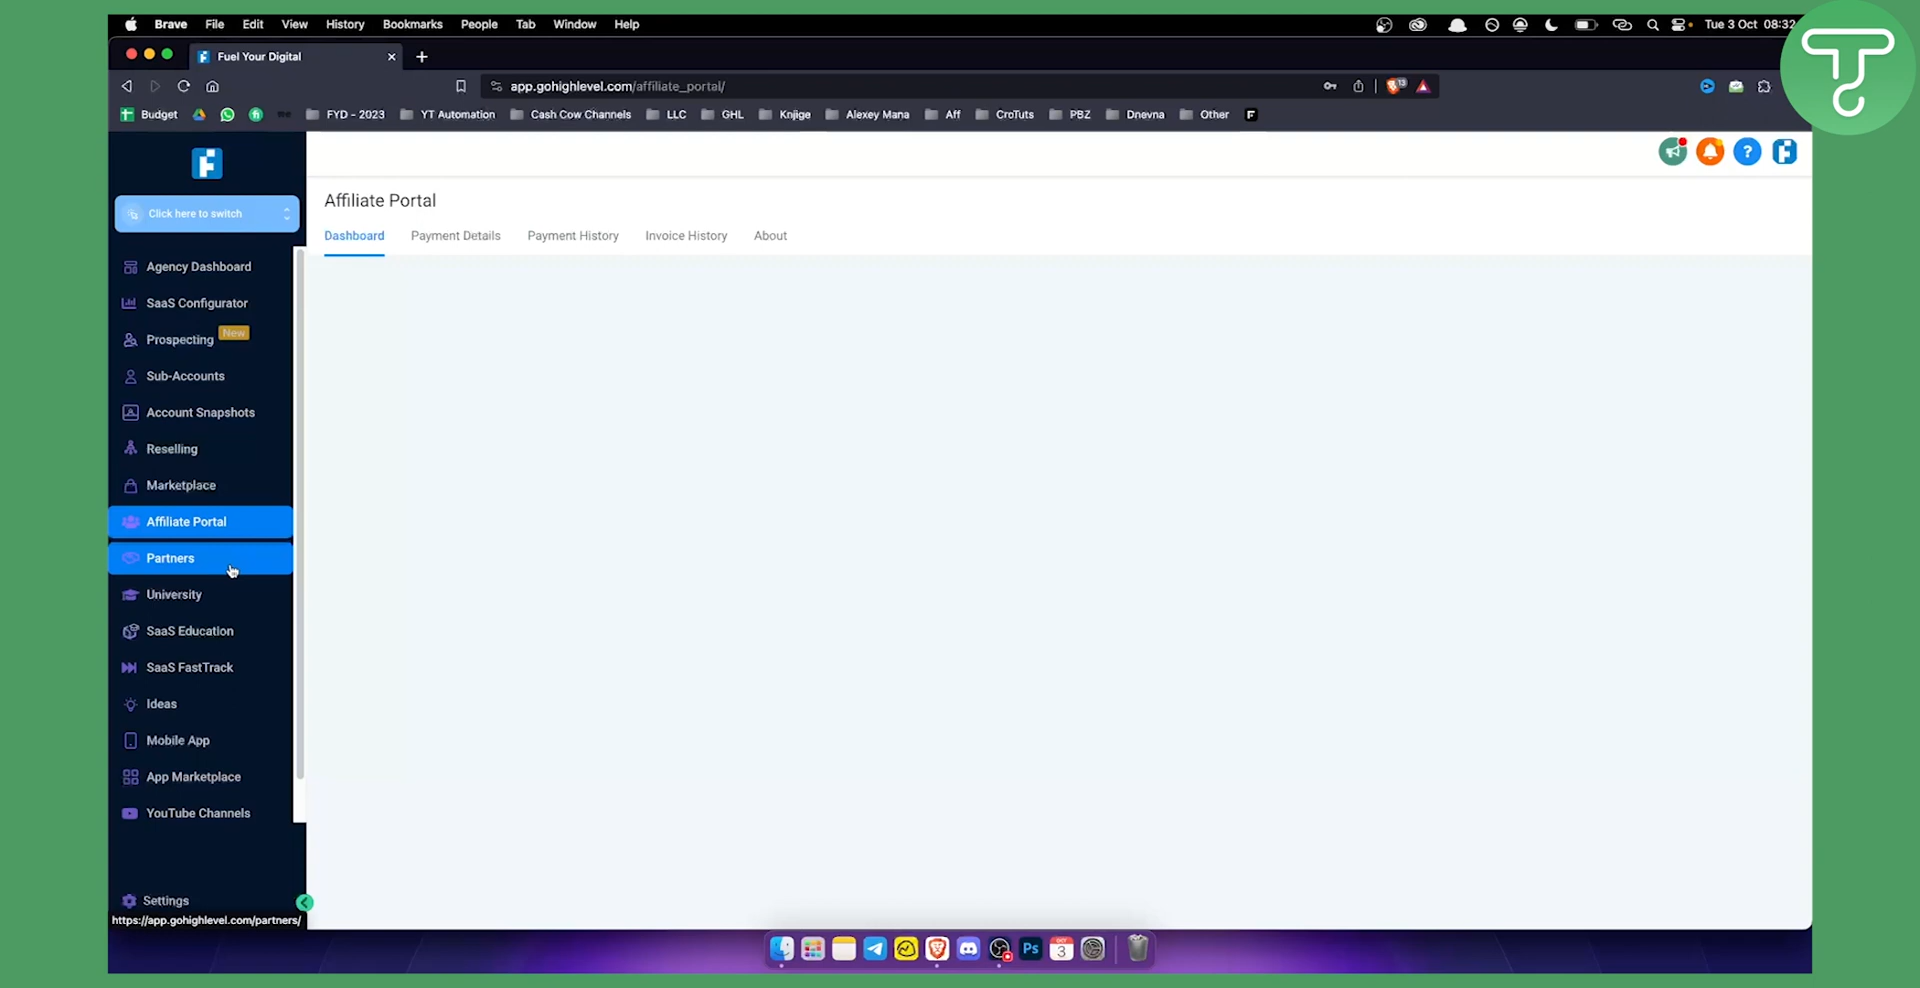 Brave File Edit View History Bookmarks People Tab Window Help Tue 3 Oct 08:32
Fuel Your Digital
app.gohighlevel.com/affiliate_portal/ 13
Budget FYD - 2023 YT Automation Cash Cow Channels LLC GHL Knjige Alexey Mana Aff CroTuts PBZ Dnevna Other
Click here to switch
Affiliate Portal
Dashboard Payment Details Payment History Invoice History About
Agency Dashboard
SaaS Configurator
Prospecting New
Sub-Accounts
Account Snapshots
Reselling
Marketplace
Affiliate Portal
Partners
University
SaaS Education
SaaS FastTrack
Ideas
Mobile App
App Marketplace
YouTube Channels
Settings
https://app.gohighlevel.com/partners/
Ps OCT 3